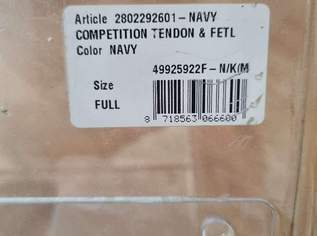 Article 2802292601-NAVY
COMPETITION TENDON & FETL
Color NAVY
49925922F-N/K/M
Size
FULL
8 718563 066600